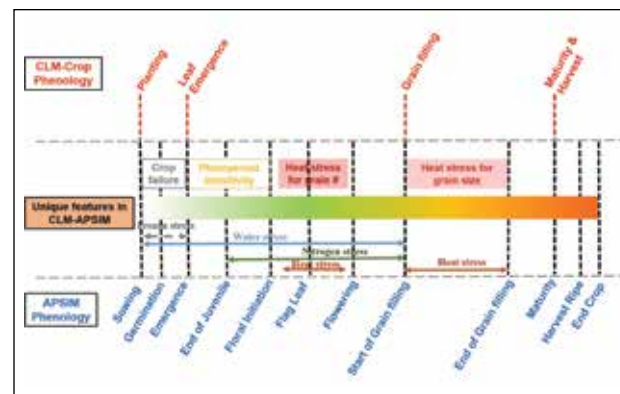 CLM-Crop
Phenology
Planting
Leaf
Emergence
Grain filling
Maturity &
Harvest
Crop
failure
Photoperiod
sensitivity
Heat stress
for grain #
Heat stress for
grain size
Unique features in
CLM-APSIM
stress
Water stress
Nitrogen stress
Heat stress
Heat stress
APSIM
Phenology
Sowing
Germination
Emergence
End of Juvenile
Floral Initiation
Flag Leaf
Flowering
Start of Grain filling
End of Grain filling
Maturity
Harvest Ripe
End Crop